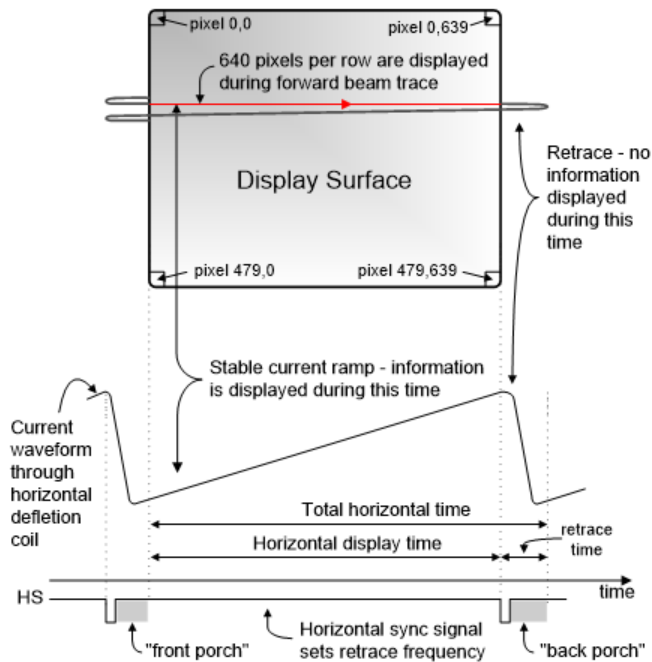 pixel 0,0
pixel 0,639
640 pixels per row are displayed
during forward beam trace
Display Surface
Retrace - no
information
displayed
during this
time
pixel 479,0
pixel 479,639
Stable current ramp - information
is displayed during this time
Current
waveform
through
horizontal
defletion
coil
Total horizontal time
Horizontal display time
retrace
time
time
HS
"front porch"
Horizontal sync signal
sets retrace frequency
"back porch"